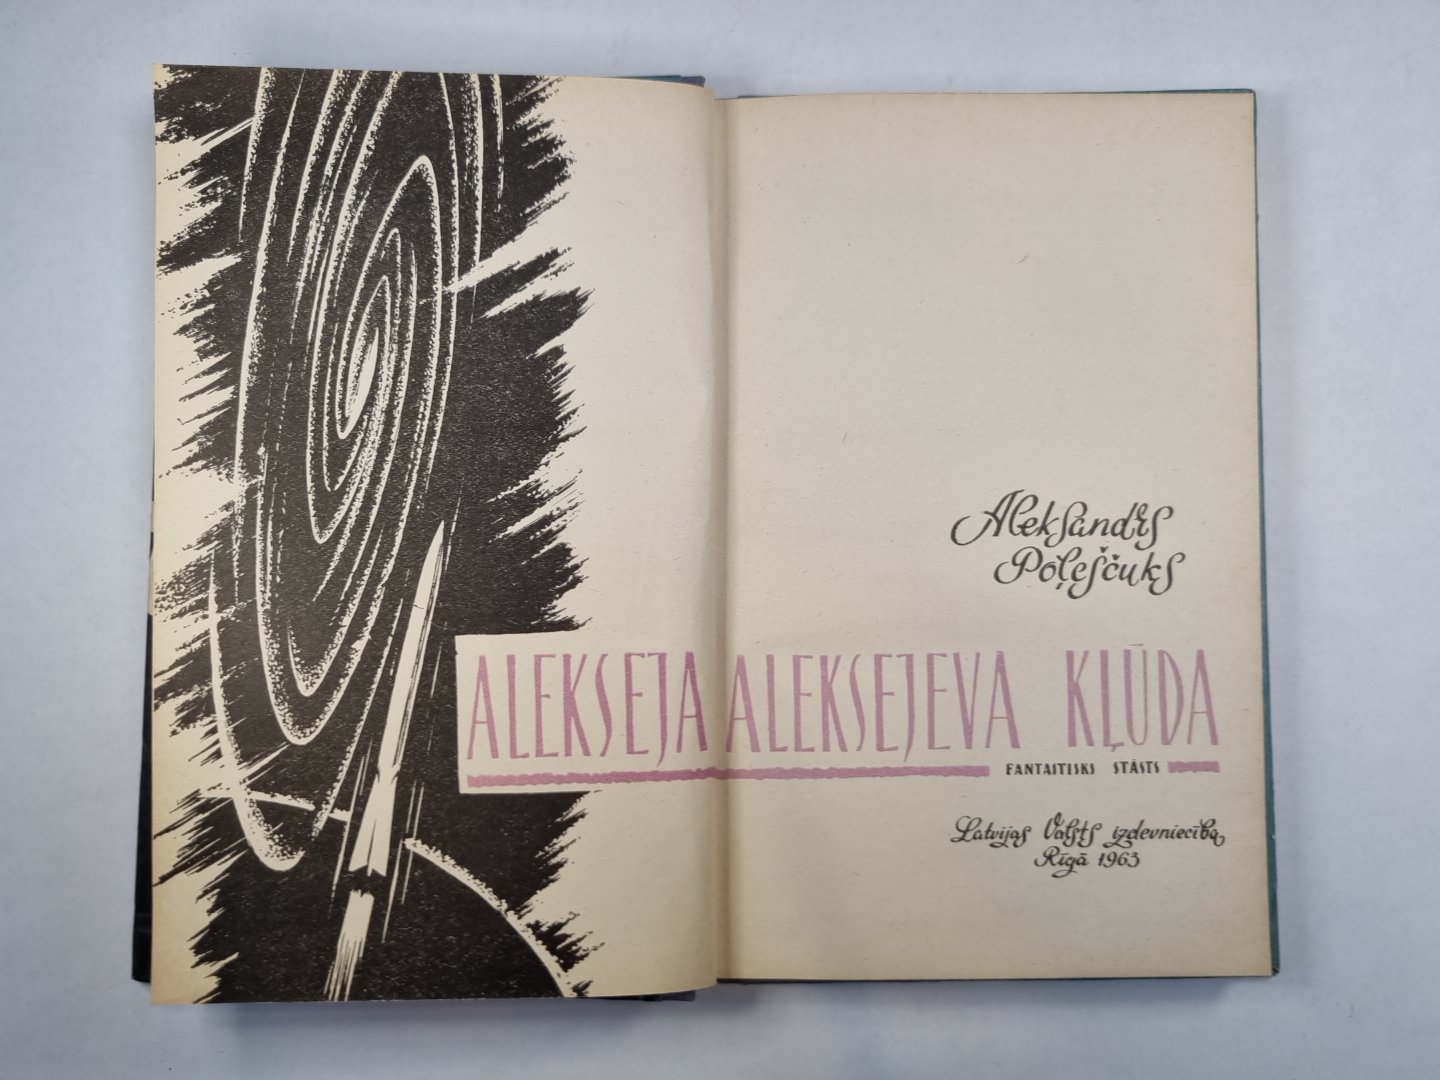 Aleksandrs
Poļeščuks
ALEKSEJA ALEKSEJEVA KĻŪDA
FANTASTISKS STĀSTS
Latvijas Valsts izdevniecība
Rīgā 1963